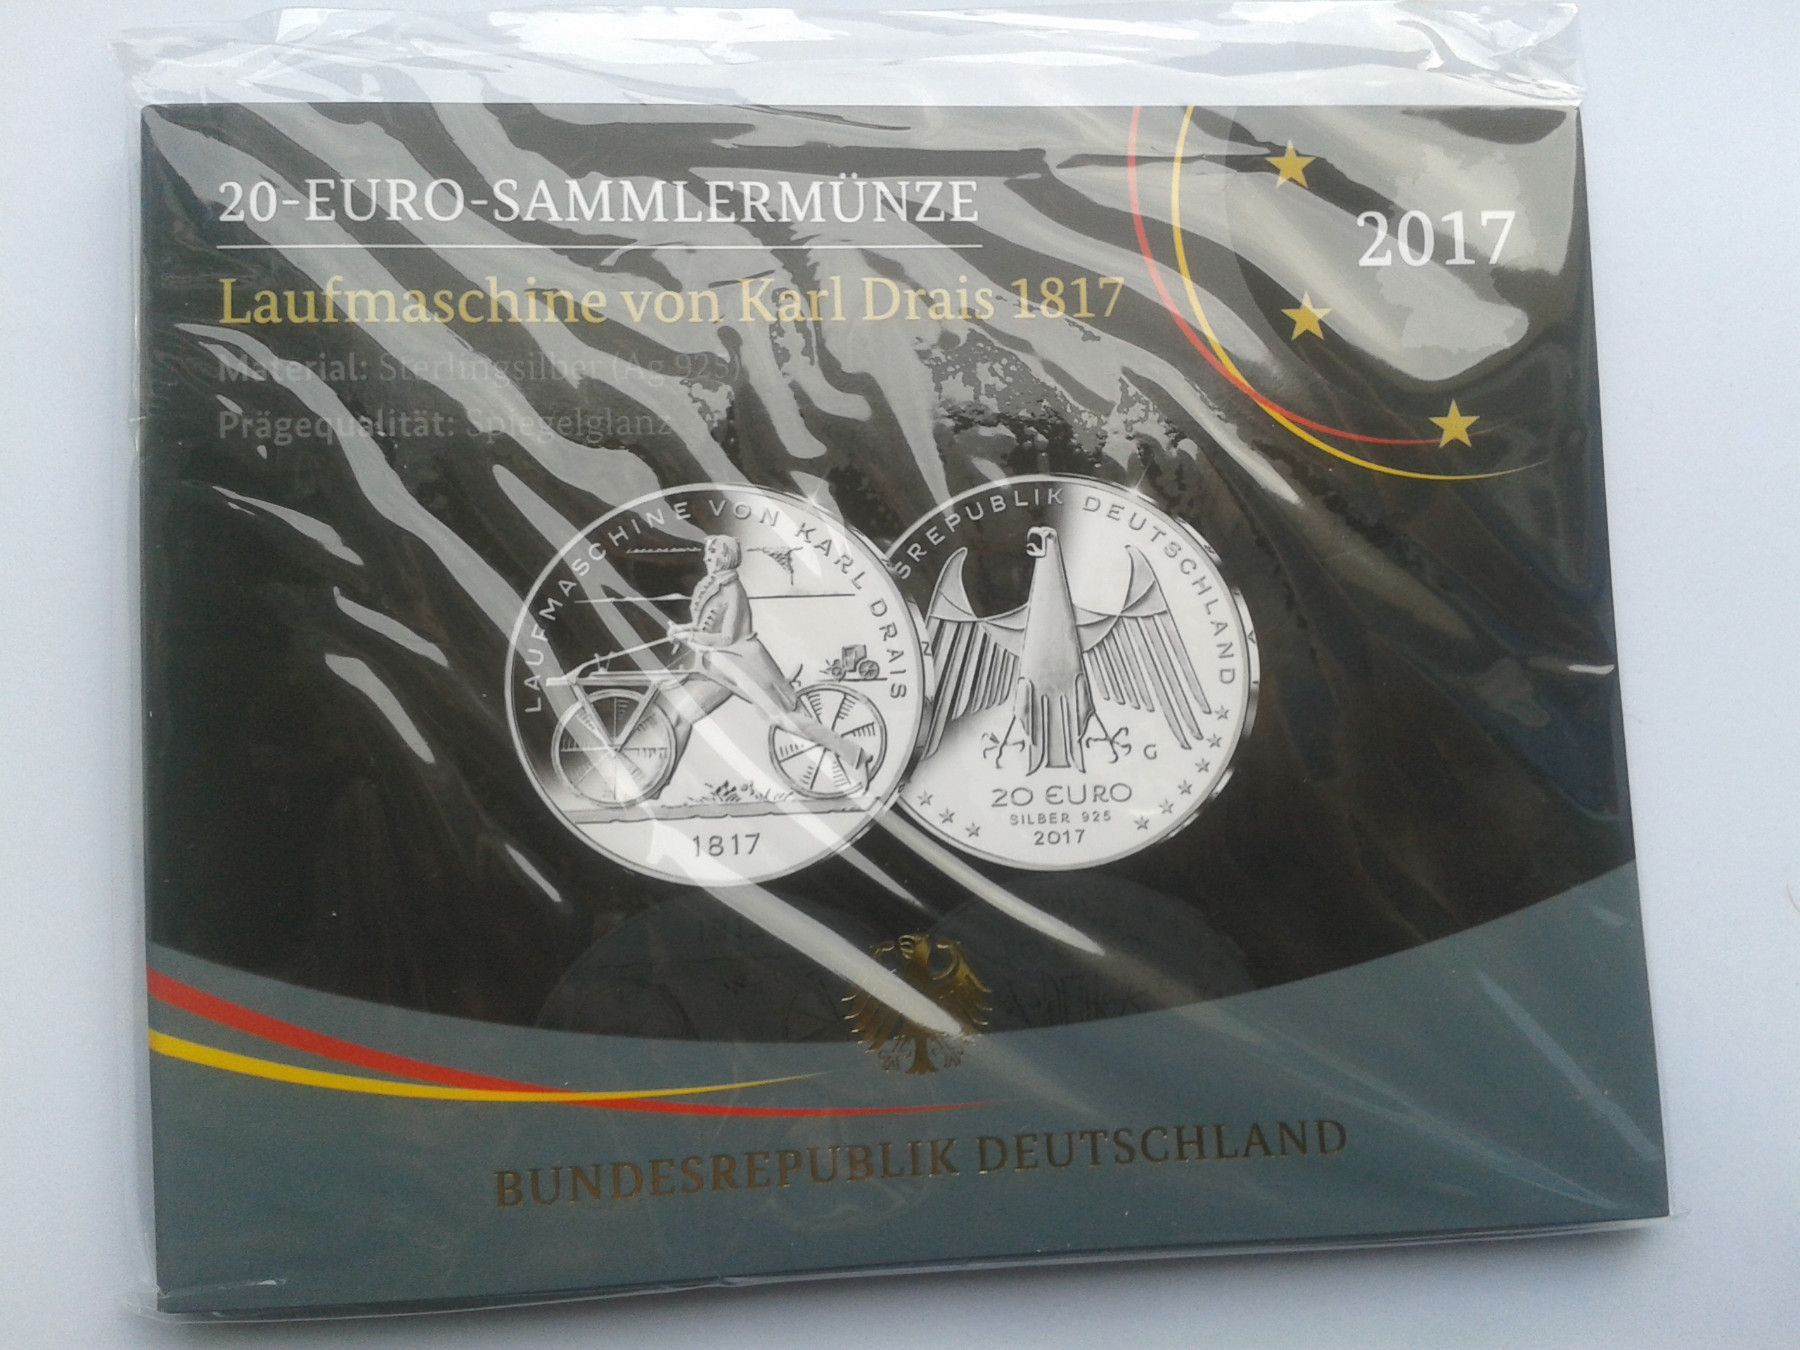 20-EURO-SAMMLERMÜNZE
2017
Laufmaschine von Karl Drais 1817
Material: Sterlingsilber (Ag 925)
Prägequalität: Spiegelglanz
LAUFMASCHINE VON KARL DRAIS
1817
SREPUBLIK DEUTSCHLAND
G
20 EURO
SILBER 925
2017
BUNDESREPUBLIK DEUTSCHLAND